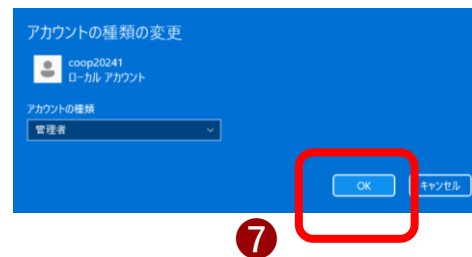 アカウントの種類の変更
coop20241
ローカル アカウント
アカウントの種類
管理者
OK
キャンセル
7